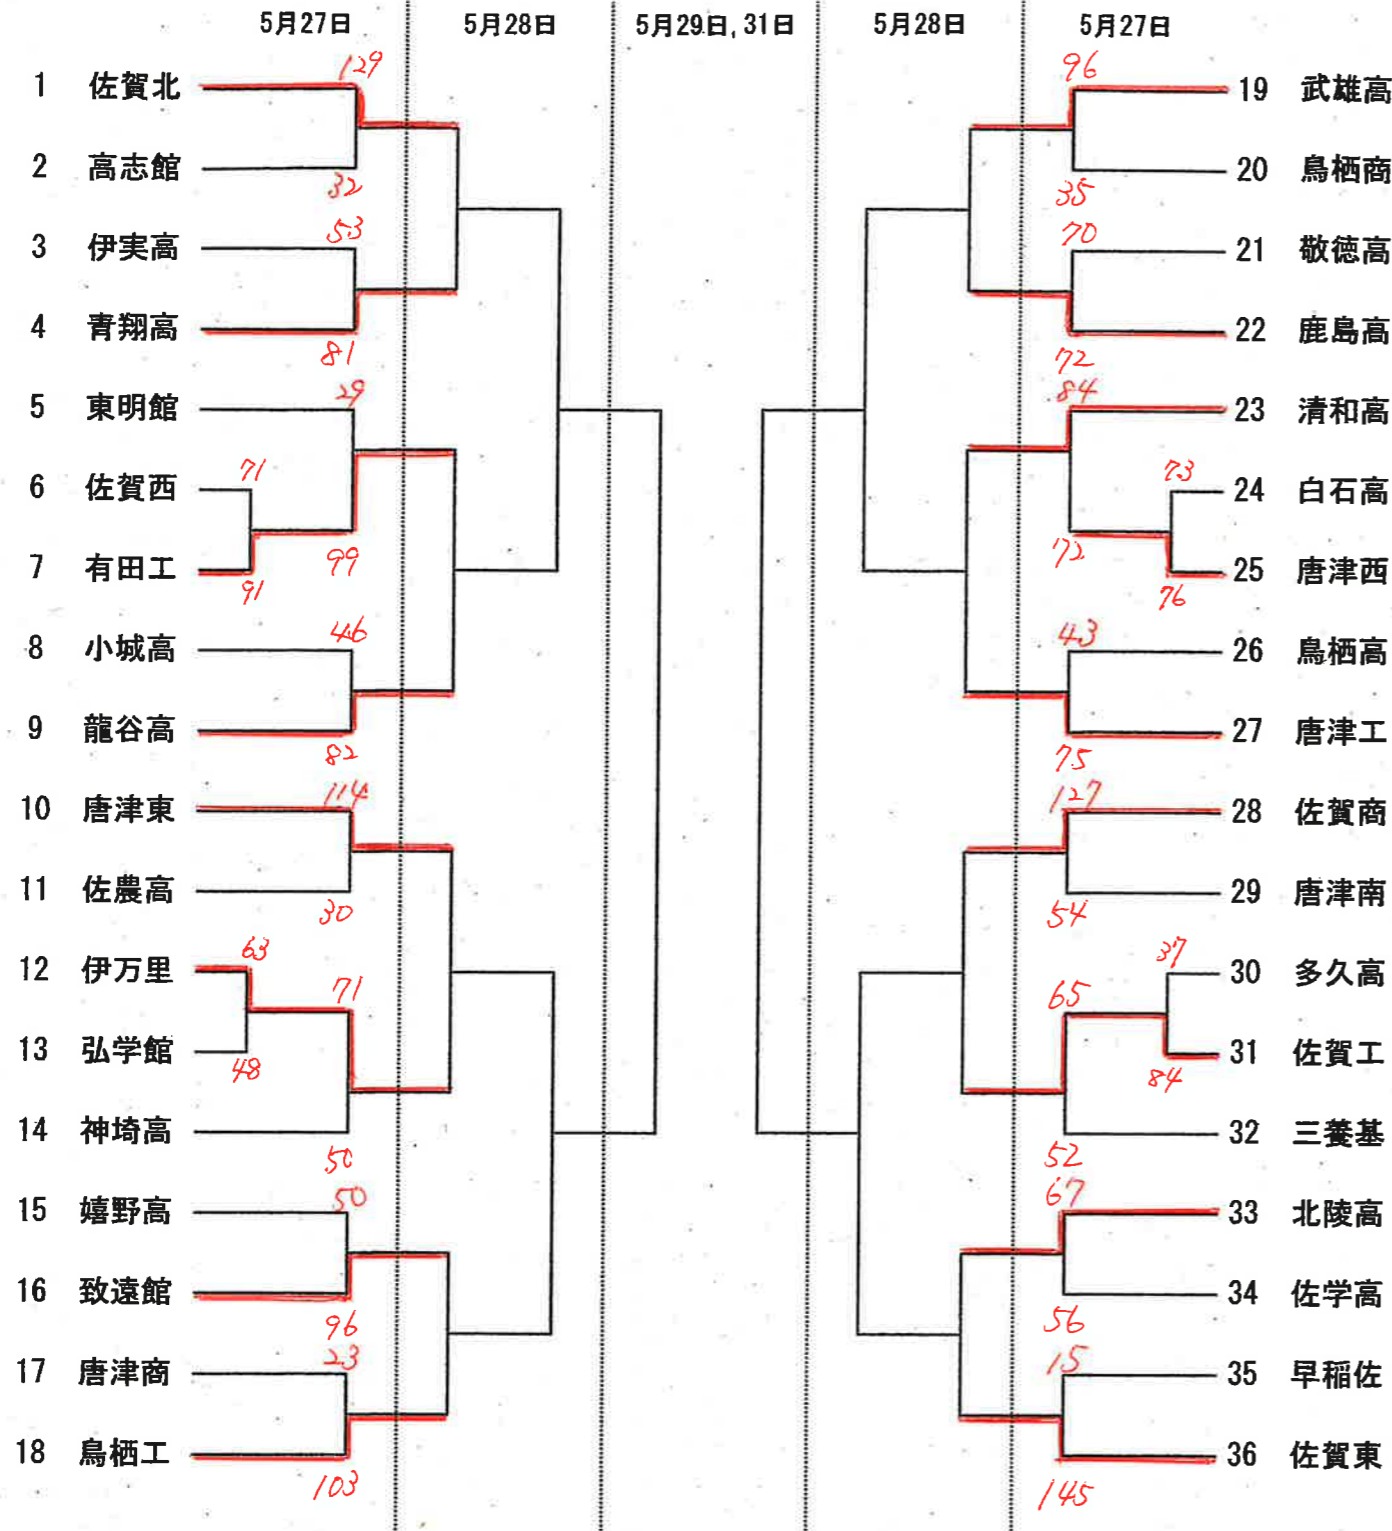 5月27日 5月28日 5月29日,31日 5月28日 5月27日
129 96
1 佐賀北 19 武雄高
2 高志館 20 鳥栖商
32 35
53 70
3 伊実高 21 敬徳高
4 青翔高 22 鹿島高
81 72
29 84
5 東明館 23 清和高
71 73
6 佐賀西 24 白石高
99 72
7 有田工 25 唐津西
91 76
46 43
8 小城高 26 鳥栖高
9 龍谷高 27 唐津工
82 75
114 127
10 唐津東 28 佐賀商
11 佐農高 29 唐津南
30 54
63 37
12 伊万里 30 多久高
71 65
13 弘学館 31 佐賀工
48 84
14 神埼高 32 三養基
50 52
50 67
15 嬉野高 33 北陵高
16 致遠館 34 佐学高
96 56
23 15
17 唐津商 35 早稲佐
18 鳥栖工 36 佐賀東
103 145